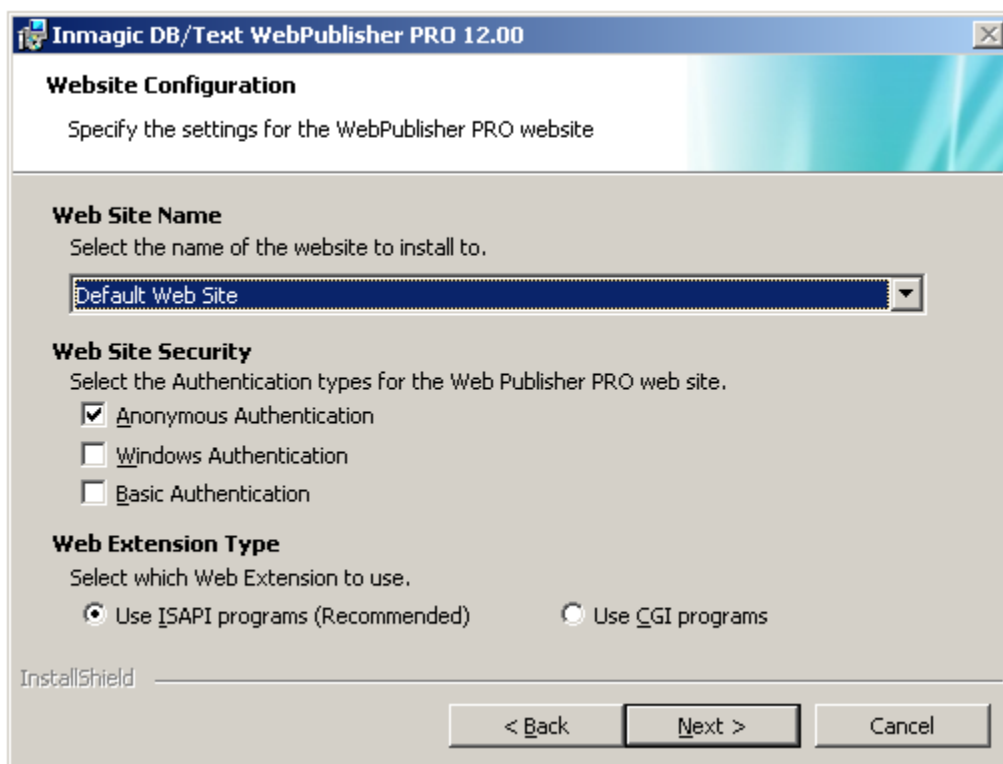 Inmagic DB/Text WebPublisher PRO 12.00
Website Configuration
Specify the settings for the WebPublisher PRO website
Web Site Name
Select the name of the website to install to.
Default Web Site
Web Site Security
Select the Authentication types for the Web Publisher PRO web site.
Anonymous Authentication
Windows Authentication
Basic Authentication
Web Extension Type
Select which Web Extension to use.
Use ISAPI programs (Recommended) Use CGI programs
InstallShield
< Back Next > Cancel